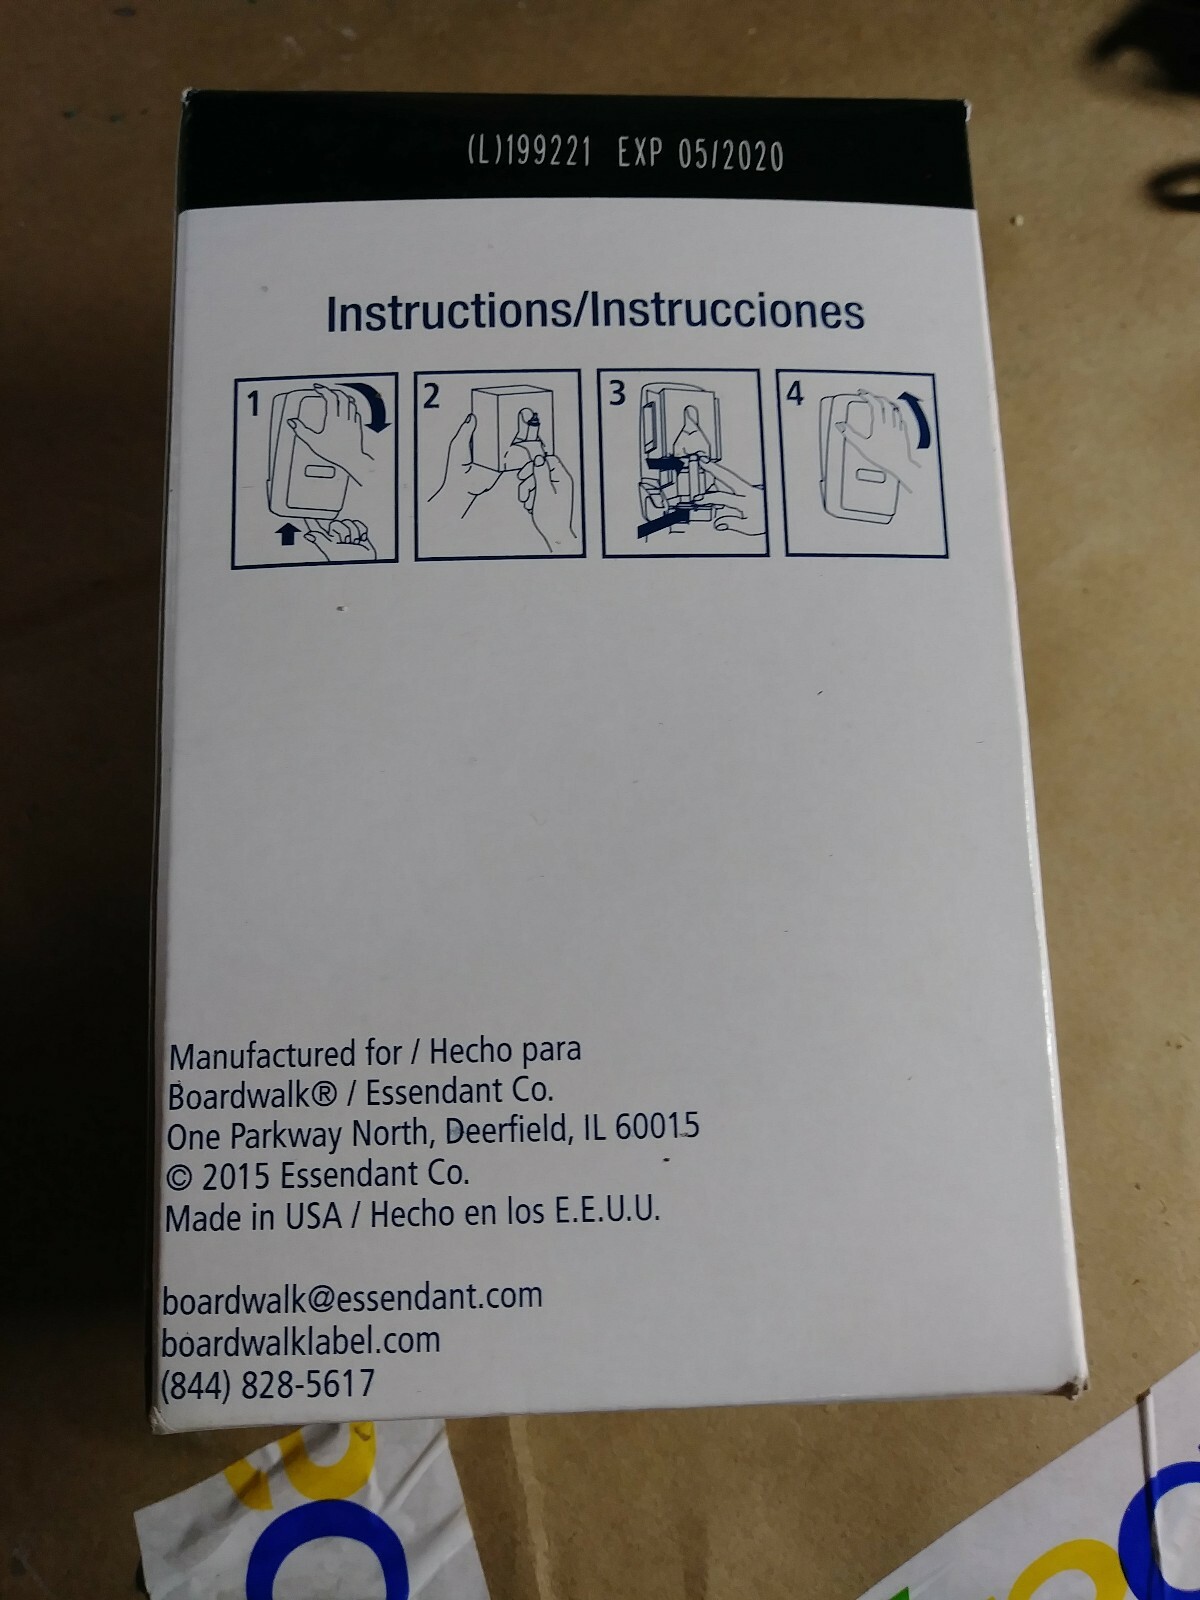 (L)199221 EXP 05/2020
Instructions/Instrucciones
1 2 3 4
Manufactured for / Hecho para
Boardwalk® / Essendant Co.
One Parkway North, Deerfield, IL 60015
© 2015 Essendant Co.
Made in USA / Hecho en los E.E.U.U.
boardwalk@essendant.com
boardwalklabel.com
(844) 828-5617